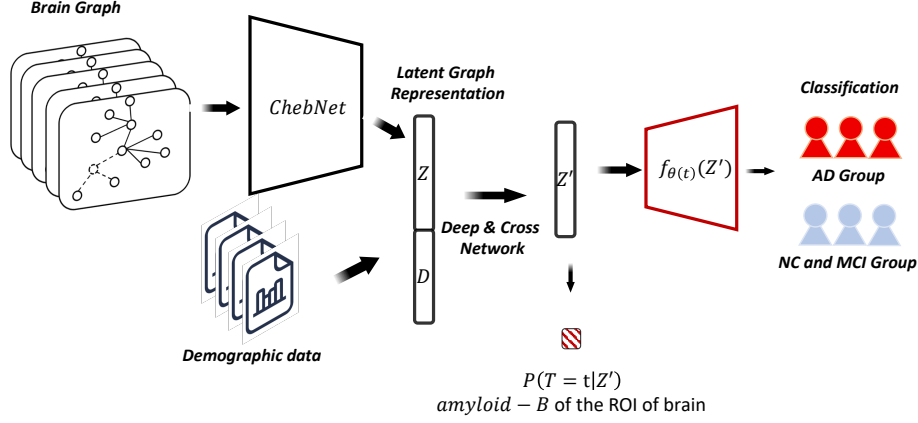 Brain Graph
ChebNet
Latent Graph
Representation
Classification
Z
Z'
f_{θ(t)}(Z')
AD Group
Deep & Cross
Network
D
NC and MCI Group
Demographic data
P(T = t|Z')
amyloid − B of the ROI of brain